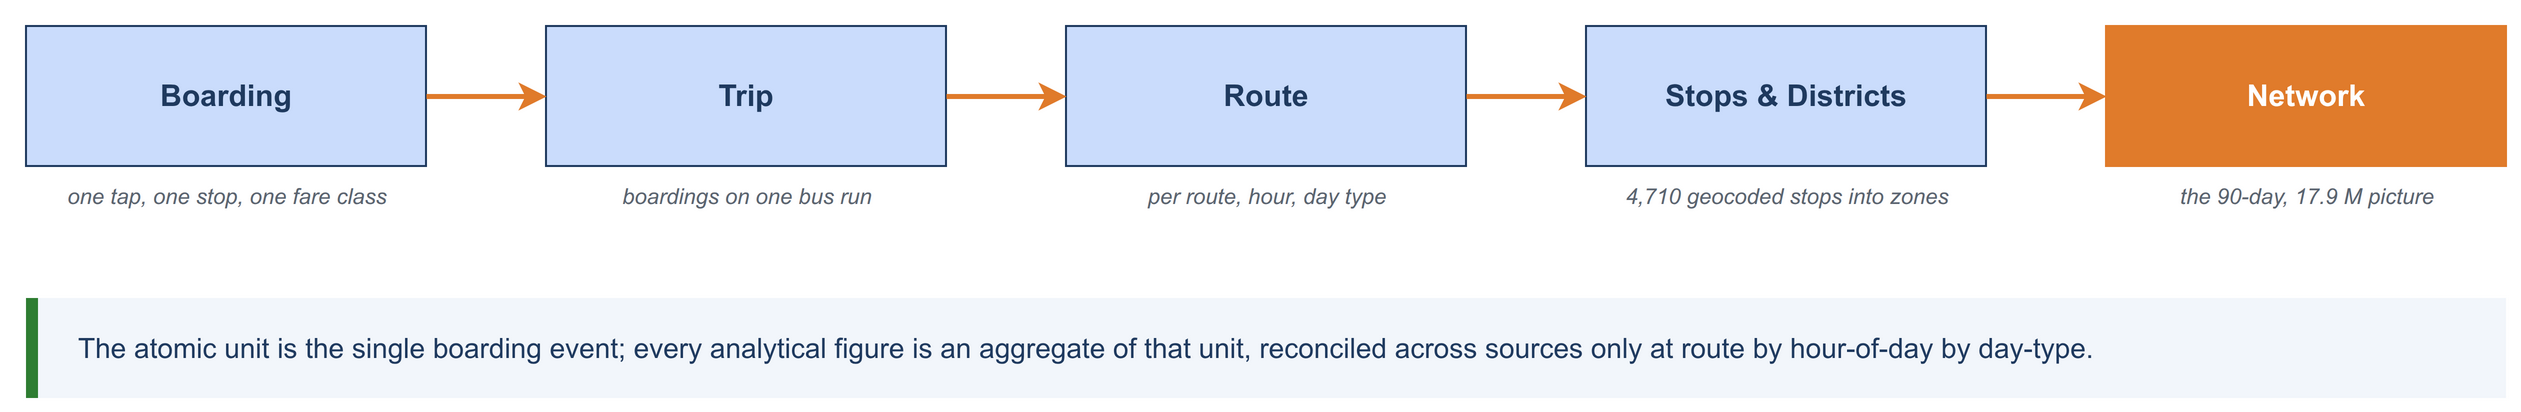 Boarding
Trip
Route
Stops & Districts
Network
one tap, one stop, one fare class
boardings on one bus run
per route, hour, day type
4,710 geocoded stops into zones
the 90-day, 17.9 M picture
The atomic unit is the single boarding event; every analytical figure is an aggregate of that unit, reconciled across sources only at route by hour-of-day by day-type.